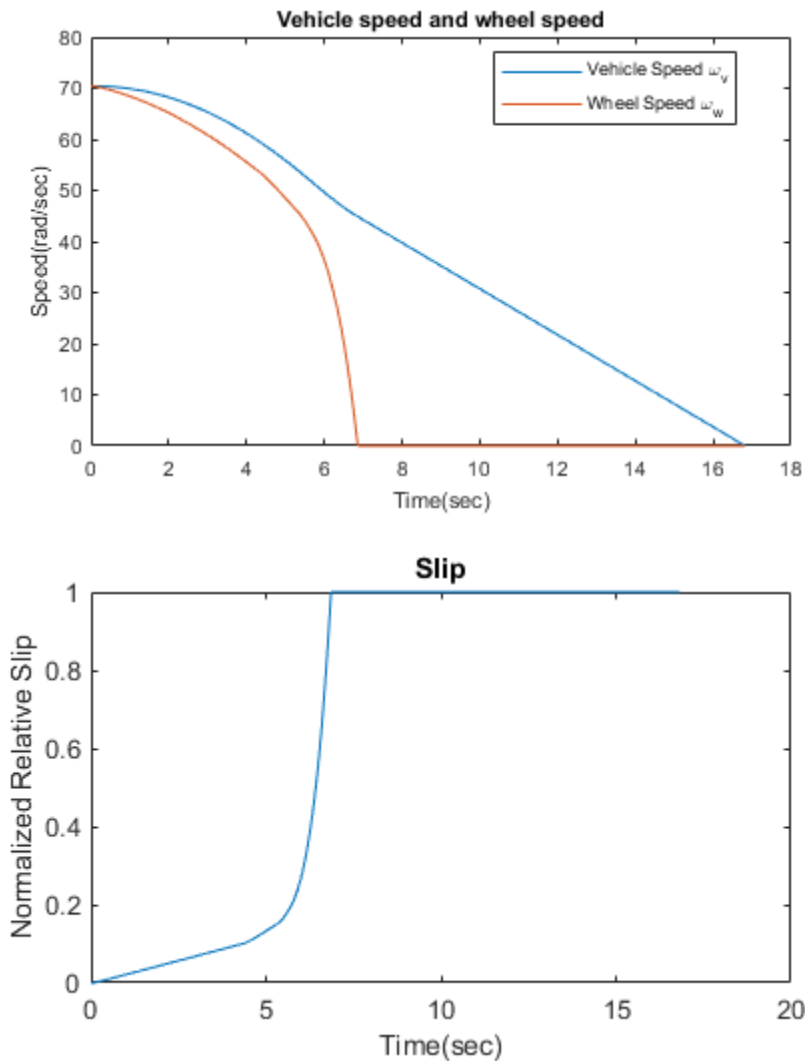 Vehicle speed and wheel speed
80
70
60
50
40
30
20
10
0
Speed(rad/sec)
Vehicle Speed ω_v
Wheel Speed ω_w
0 2 4 6 8 10 12 14 16 18
Time(sec)
Slip
1
0.8
0.6
0.4
0.2
0
Normalized Relative Slip
0 5 10 15 20
Time(sec)